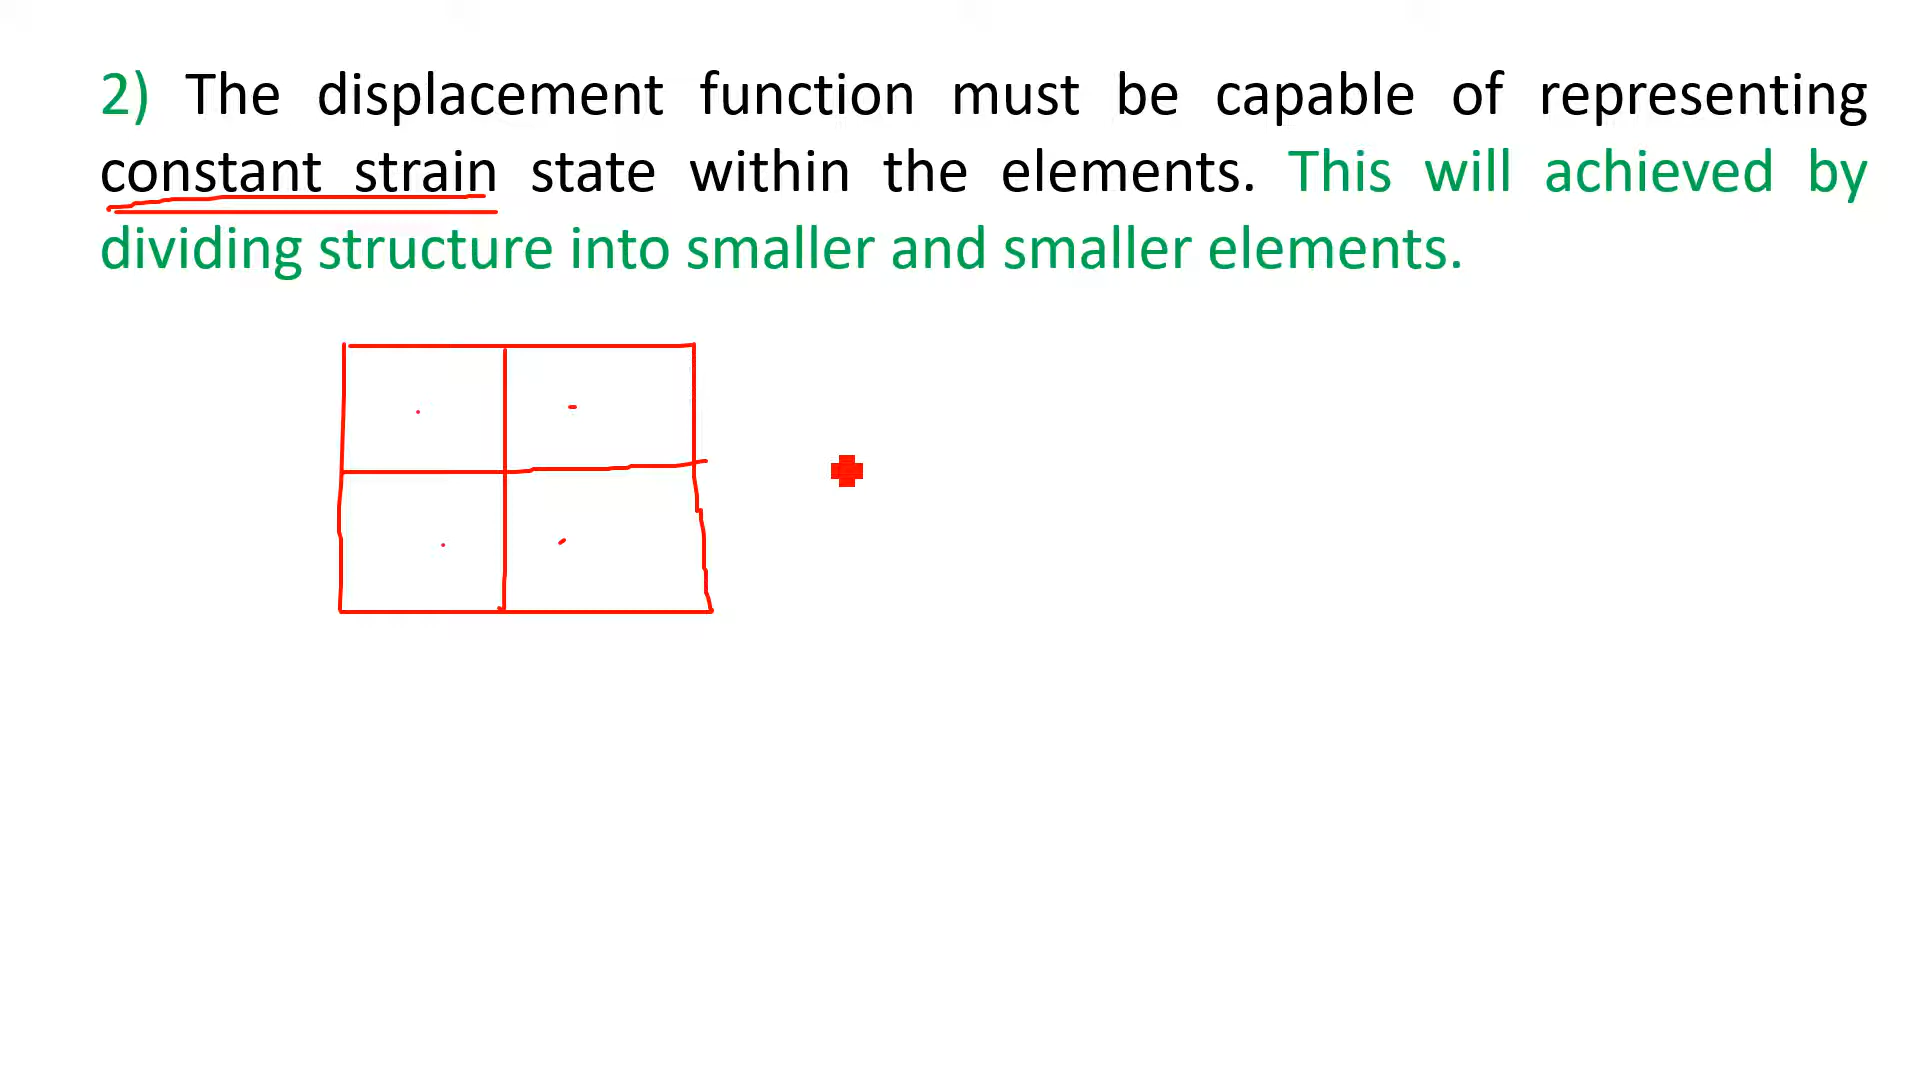 2) The displacement function must be capable of representing
constant strain state within the elements. This will achieved by
dividing structure into smaller and smaller elements.